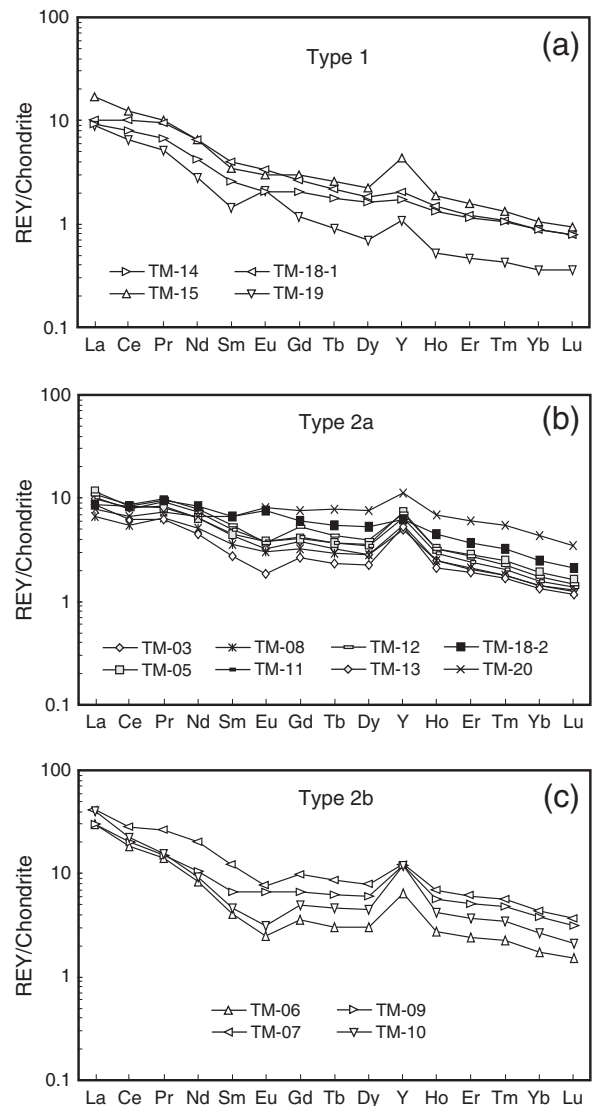 (a)
Type 1
10
REY/Chondrite
10
1
0.1
TM-14 TM-18-1
TM-15 TM-19
La Ce Pr Nd Sm Eu Gd Tb Dy Y Ho Er Tm Yb Lu
100
(b)
Type 2a
REY/Chondrite
10
1
0.1
TM-03 TM-08 TM-12 TM-18-2
TM-05 TM-11 TM-13 TM-20
La Ce Pr Nd Sm Eu Gd Tb Dy Y Ho Er Tm Yb Lu
100
(c)
Type 2b
REY/Chondrite
10
1
0.1
TM-06 TM-09
TM-07 TM-10
La Ce Pr Nd Sm Eu Gd Tb Dy Y Ho Er Tm Yb Lu